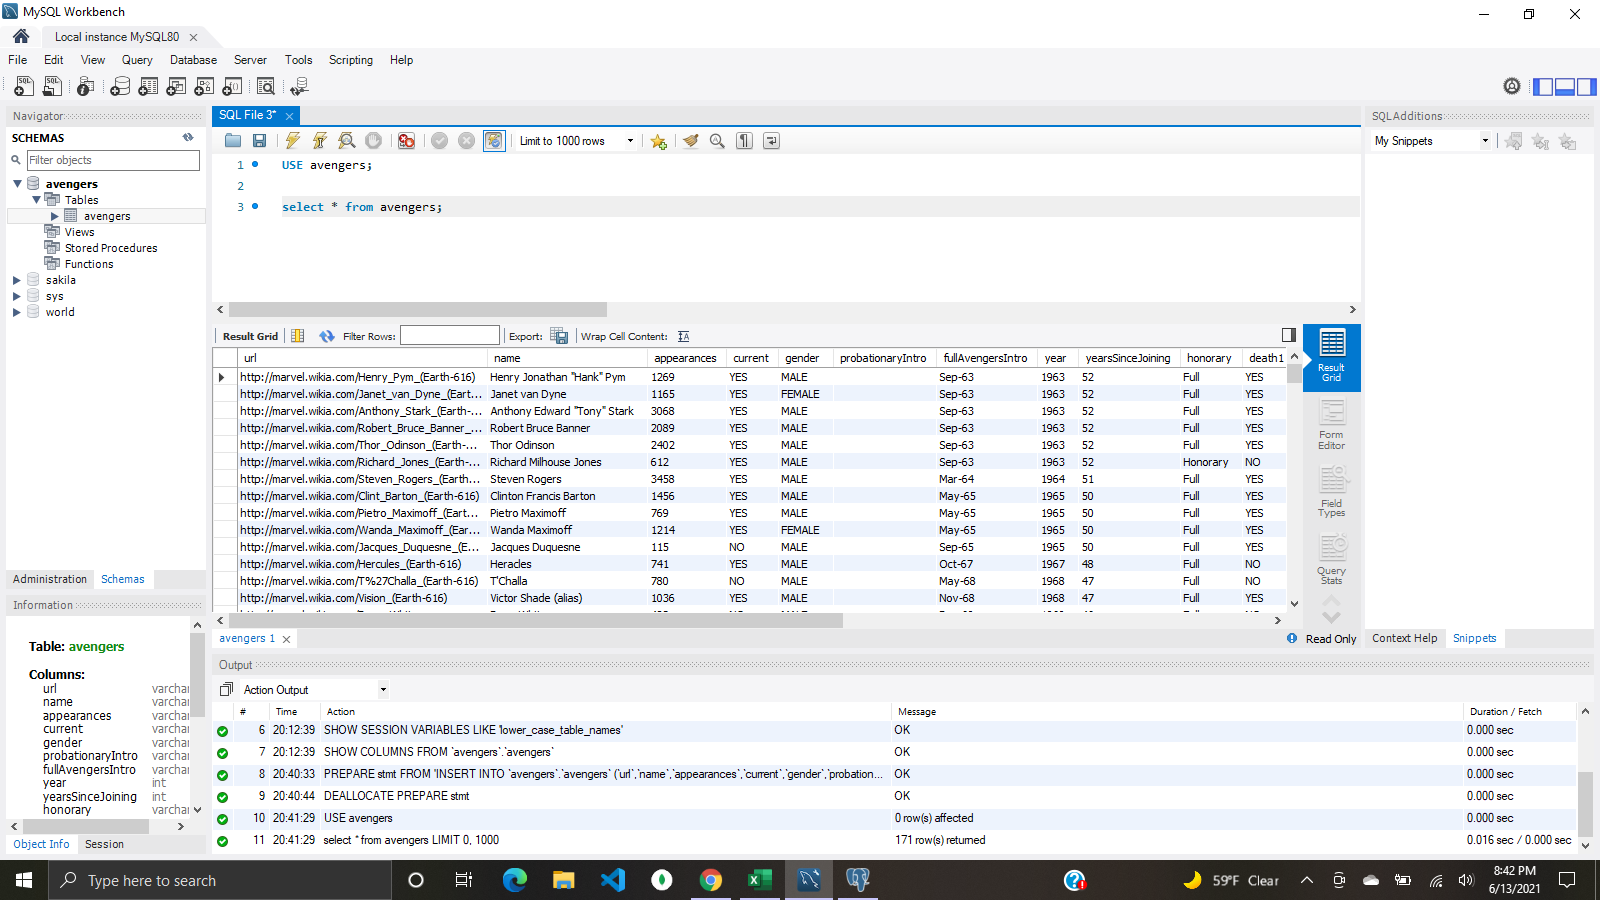 MySQL Workbench
Local instance MySQL80
File Edit View Query Database Server Tools Scripting Help
Navigator
SCHEMAS
Filter objects
avengers
Tables
avengers
Views
Stored Procedures
Functions
sakila
sys
world
Administration Schemas
Information
Table: avengers
Columns:
url varchar
name varchar
appearances varchar
current varchar
gender varchar
probationaryIntro varchar
fullAvengersIntro varchar
year int
yearsSinceJoining int
honorary varchar
Object Info Session
SQL File 3*
Limit to 1000 rows
1 USE avengers;
2
3 select * from avengers;
Result Grid Filter Rows: Export: Wrap Cell Content:
url name appearances current gender probationaryIntro fullAvengersIntro year yearsSinceJoining honorary death1
http://marvel.wikia.com/Henry_Pym_(Earth-616) Henry Jonathan "Hank" Pym 1269 YES MALE Sep-63 1963 52 Full YES
http://marvel.wikia.com/Janet_van_Dyne_(Eart... Janet van Dyne 1165 YES FEMALE Sep-63 1963 52 Full YES
http://marvel.wikia.com/Anthony_Stark_(Earth-... Anthony Edward "Tony" Stark 3068 YES MALE Sep-63 1963 52 Full YES
http://marvel.wikia.com/Robert_Bruce_Banner_... Robert Bruce Banner 2089 YES MALE Sep-63 1963 52 Full YES
http://marvel.wikia.com/Thor_Odinson_(Earth-... Thor Odinson 2402 YES MALE Sep-63 1963 52 Full YES
http://marvel.wikia.com/Richard_Jones_(Earth-... Richard Milhouse Jones 612 YES MALE Sep-63 1963 52 Honorary NO
http://marvel.wikia.com/Steven_Rogers_(Earth... Steven Rogers 3458 YES MALE Mar-64 1964 51 Full YES
http://marvel.wikia.com/Clint_Barton_(Earth-616) Clinton Francis Barton 1456 YES MALE May-65 1965 50 Full YES
http://marvel.wikia.com/Pietro_Maximoff_(Eart... Pietro Maximoff 769 YES MALE May-65 1965 50 Full YES
http://marvel.wikia.com/Wanda_Maximoff_(Ear... Wanda Maximoff 1214 YES FEMALE May-65 1965 50 Full YES
http://marvel.wikia.com/Jacques_Duquesne_(E... Jacques Duquesne 115 NO MALE Sep-65 1965 50 Full YES
http://marvel.wikia.com/Hercules_(Earth-616) Heracles 741 YES MALE Oct-67 1967 48 Full NO
http://marvel.wikia.com/T%27Challa_(Earth-616) T'Challa 780 NO MALE May-68 1968 47 Full NO
http://marvel.wikia.com/Vision_(Earth-616) Victor Shade (alias) 1036 YES MALE Nov-68 1968 47 Full YES
Result Grid
Form Editor
Field Types
Query Stats
avengers 1
Read Only
SQLAdditions
My Snippets
Context Help Snippets
Output
Action Output
# Time Action Message Duration / Fetch
6 20:12:39 SHOW SESSION VARIABLES LIKE 'lower_case_table_names' OK 0.000 sec
7 20:12:39 SHOW COLUMNS FROM `avengers`.`avengers` OK 0.000 sec
8 20:40:33 PREPARE stmt FROM 'INSERT INTO `avengers`.`avengers` (`url`,`name`,`appearances`,`current`,`gender`,`probation... OK 0.000 sec
9 20:40:44 DEALLOCATE PREPARE stmt OK 0.000 sec
10 20:41:29 USE avengers 0 row(s) affected 0.000 sec
11 20:41:29 select * from avengers LIMIT 0, 1000 171 row(s) returned 0.016 sec / 0.000 sec
Type here to search
59°F Clear
8:42 PM
6/13/2021